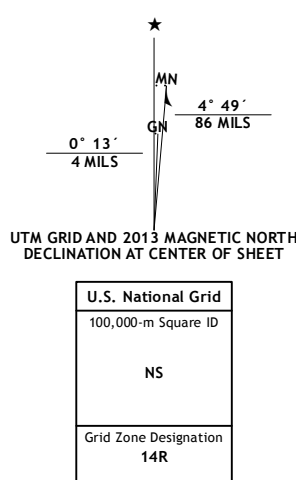 ★
MN
4° 49´
86 MILS
GN
0° 13´
4 MILS
UTM GRID AND 2013 MAGNETIC NORTH
DECLINATION AT CENTER OF SHEET
U.S. National Grid
100,000-m Square ID
NS
Grid Zone Designation
14R